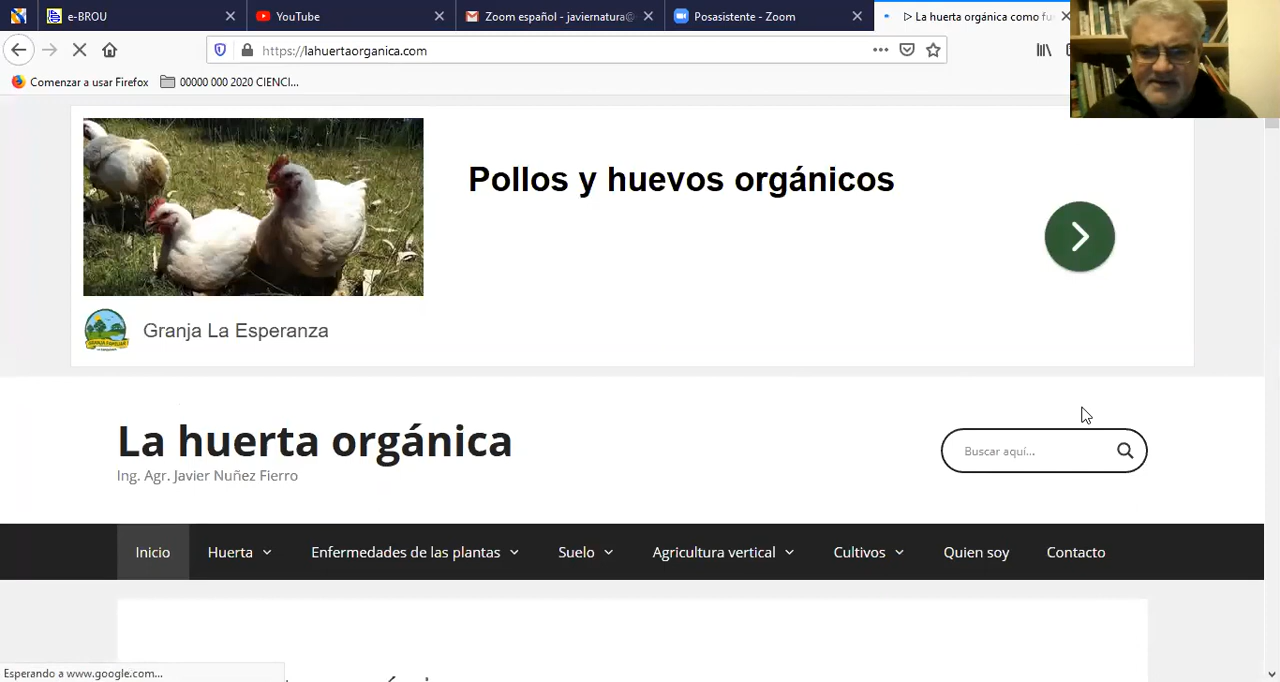 e-BROU
YouTube
Zoom español - javiernatura@
Posasistente - Zoom
La huerta orgánica como fu
https://lahuertaorganica.com
Comenzar a usar Firefox
00000 000 2020 CIENCI...
Pollos y huevos orgánicos
Granja La Esperanza
La huerta orgánica
Ing. Agr. Javier Nuñez Fierro
Buscar aquí...
Inicio
Huerta
Enfermedades de las plantas
Suelo
Agricultura vertical
Cultivos
Quien soy
Contacto
Esperando a www.google.com...